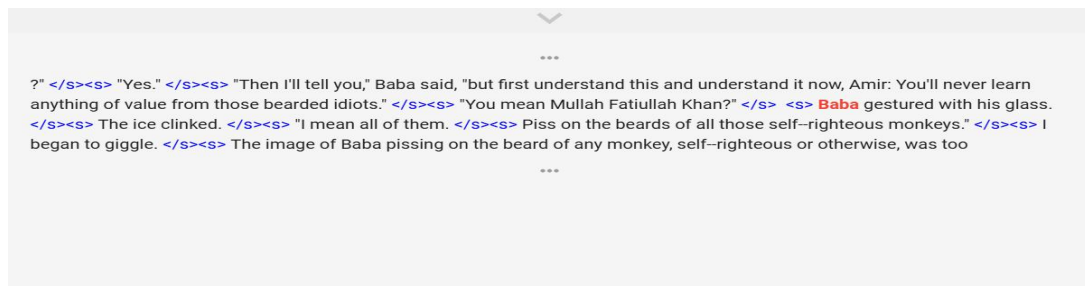 ...
?" </s><s> "Yes." </s><s> "Then I'll tell you," Baba said, "but first understand this and understand it now, Amir: You'll never learn
anything of value from those bearded idiots." </s><s> "You mean Mullah Fatiullah Khan?" </s> <s> Baba gestured with his glass.
</s><s> The ice clinked. </s><s> "I mean all of them. </s><s> Piss on the beards of all those self--righteous monkeys." </s><s> I
began to giggle. </s><s> The image of Baba pissing on the beard of any monkey, self--righteous or otherwise, was too
...